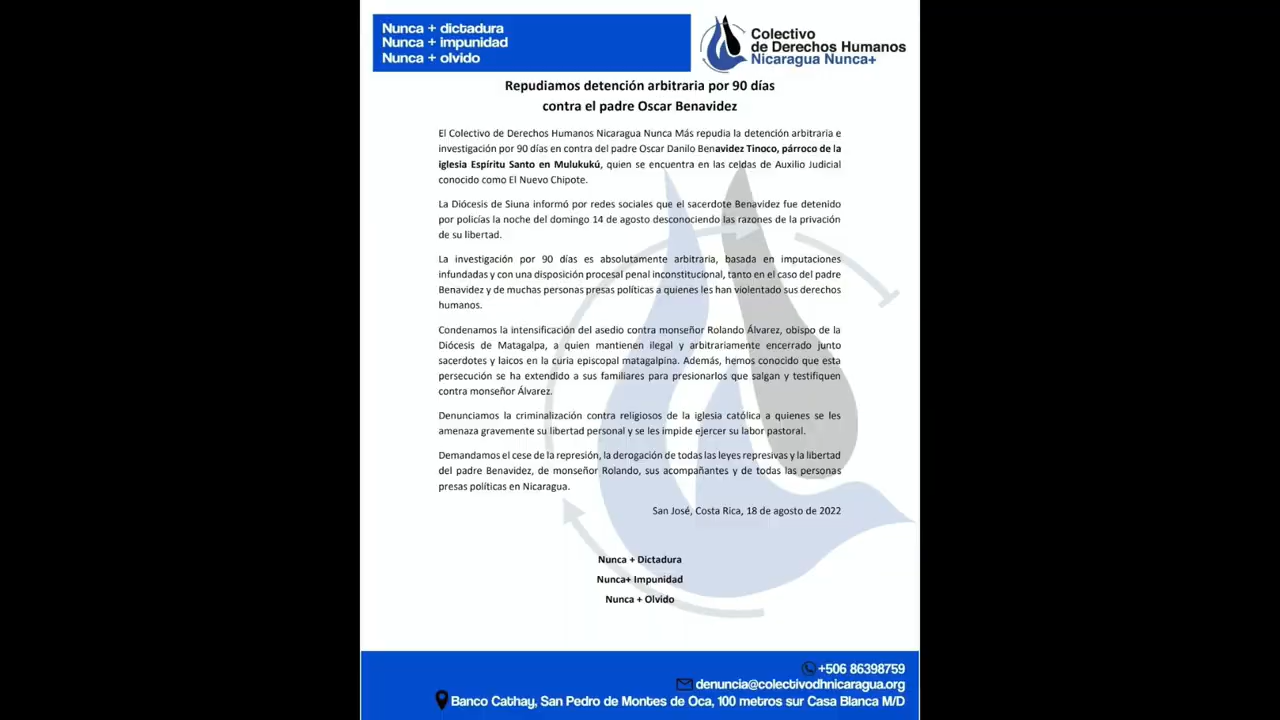 Nunca + dictadura
Nunca + impunidad
Nunca + olvido
Colectivo
de Derechos Humanos
Nicaragua Nunca+
Repudiamos detención arbitraria por 90 días
contra el padre Oscar Benavidez
El Colectivo de Derechos Humanos Nicaragua Nunca Más repudia la detención arbitraria e
investigación por 90 días en contra del padre Oscar Danilo Benavidez Tinoco, párroco de la
iglesia Espíritu Santo en Mulukukú, quien se encuentra en las celdas de Auxilio Judicial
conocido como El Nuevo Chipote.
La Diócesis de Siuna informó por redes sociales que el sacerdote Benavidez fue detenido
por policías la noche del domingo 14 de agosto desconociendo las razones de la privación
de su libertad.
La investigación por 90 días es absolutamente arbitraria, basada en imputaciones
infundadas y con una disposición procesal penal inconstitucional, tanto en el caso del padre
Benavidez y de muchas personas presas políticas a quienes les han violentado sus derechos
humanos.
Condenamos la intensificación del asedio contra monseñor Rolando Álvarez, obispo de la
Diócesis de Matagalpa, a quien mantienen ilegal y arbitrariamente encerrado junto
sacerdotes y laicos en la curia episcopal matagalpina. Además, hemos conocido que esta
persecución se ha extendido a sus familiares para presionarlos que salgan y testifiquen
contra monseñor Álvarez.
Denunciamos la criminalización contra religiosos de la iglesia católica a quienes se les
amenaza gravemente su libertad personal y se les impide ejercer su labor pastoral.
Demandamos el cese de la represión, la derogación de todas las leyes represivas y la libertad
del padre Benavidez, de monseñor Rolando, sus acompañantes y de todas las personas
presas políticas en Nicaragua.
San José, Costa Rica, 18 de agosto de 2022
Nunca + Dictadura
Nunca+ Impunidad
Nunca + Olvido
+506 86398759
denuncia@colectivodhnicaragua.org
Banco Cathay, San Pedro de Montes de Oca, 100 metros sur Casa Blanca M/D